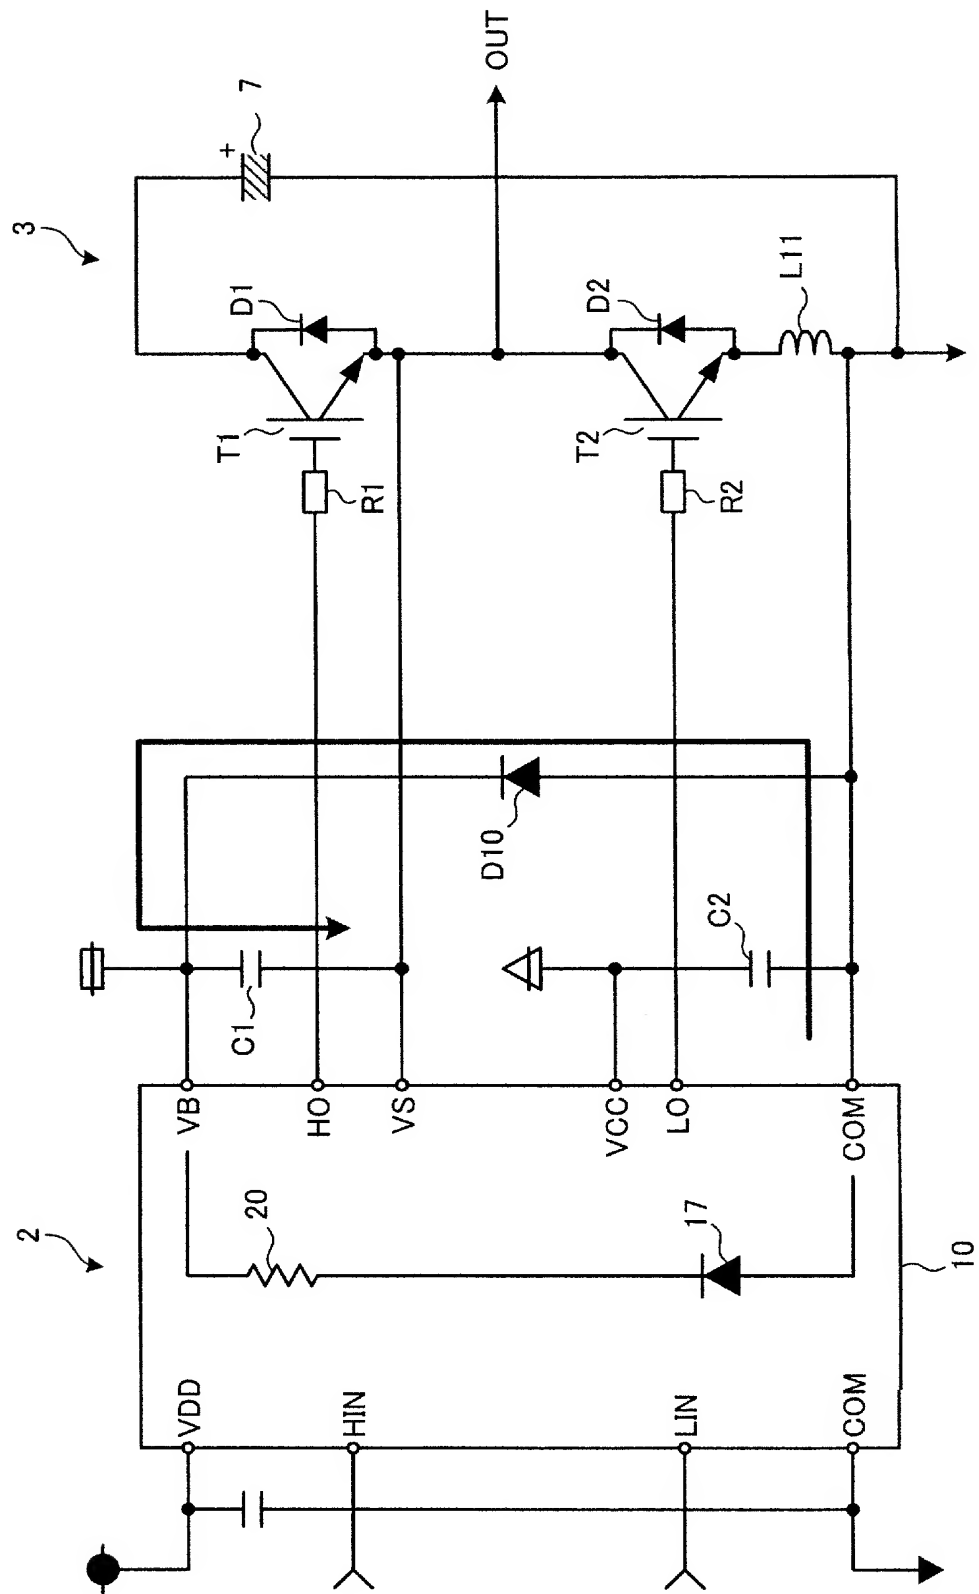 2
3
VDD
HIN
LIN
COM
20
17
10
VB
HO
VS
VCC
LO
COM
C1
C2
D10
T1
R1
D1
T2
R2
D2
L11
+
7
OUT